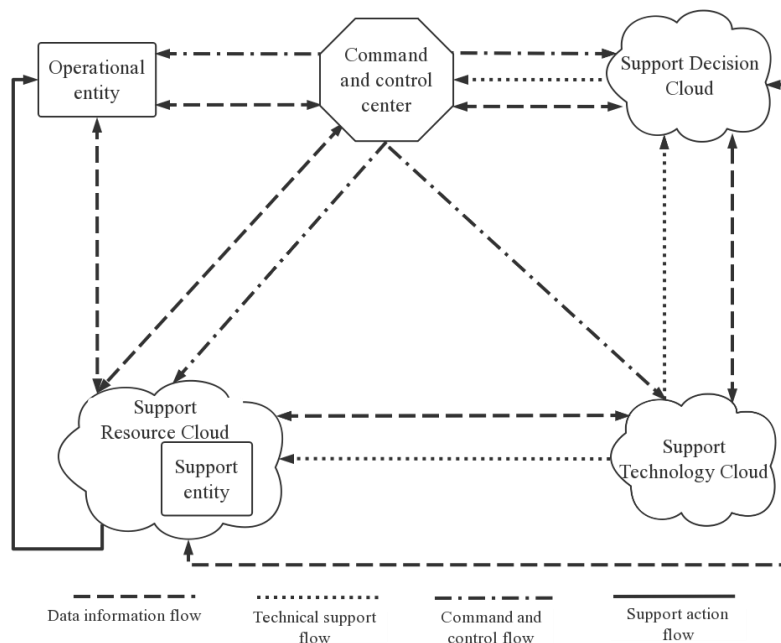 Operational
entity
Command
and control
center
Support Decision
Cloud
Support
Resource Cloud
Support
entity
Support
Technology Cloud
Data information flow
Technical support
flow
Command and
control flow
Support action
flow